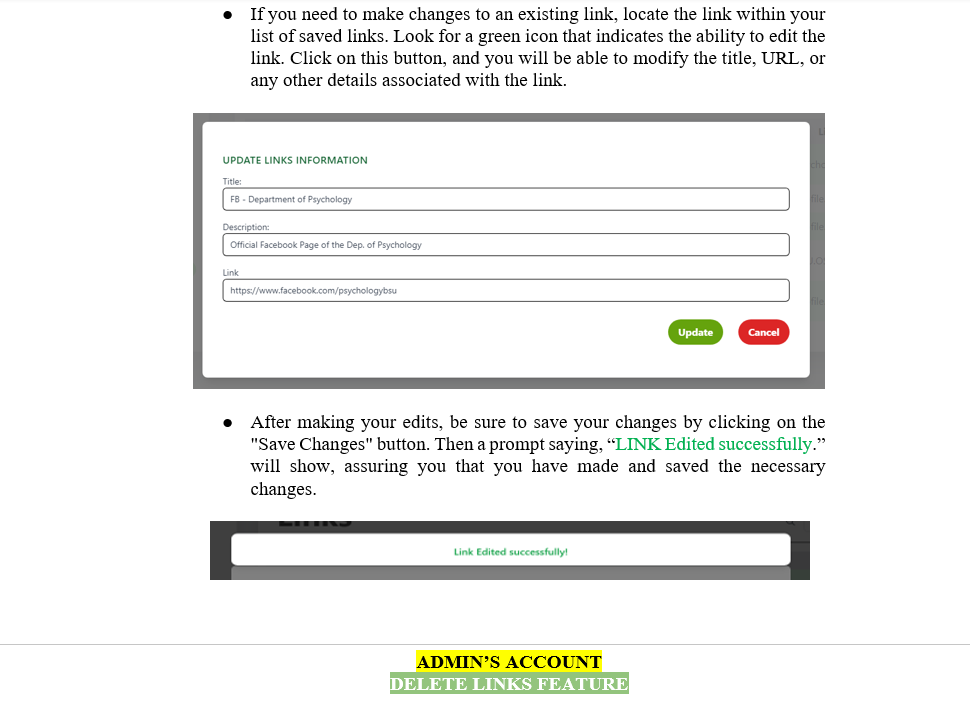 ● If you need to make changes to an existing link, locate the link within your
list of saved links. Look for a green icon that indicates the ability to edit the
link. Click on this button, and you will be able to modify the title, URL, or
any other details associated with the link.
UPDATE LINKS INFORMATION
Title:
FB - Department of Psychology
Description:
Official Facebook Page of the Dep. of Psychology
Link
https://www.facebook.com/psychologybsu
Update Cancel
● After making your edits, be sure to save your changes by clicking on the
"Save Changes" button. Then a prompt saying, “LINK Edited successfully.”
will show, assuring you that you have made and saved the necessary
changes.
Link Edited successfully!
ADMIN’S ACCOUNT
DELETE LINKS FEATURE